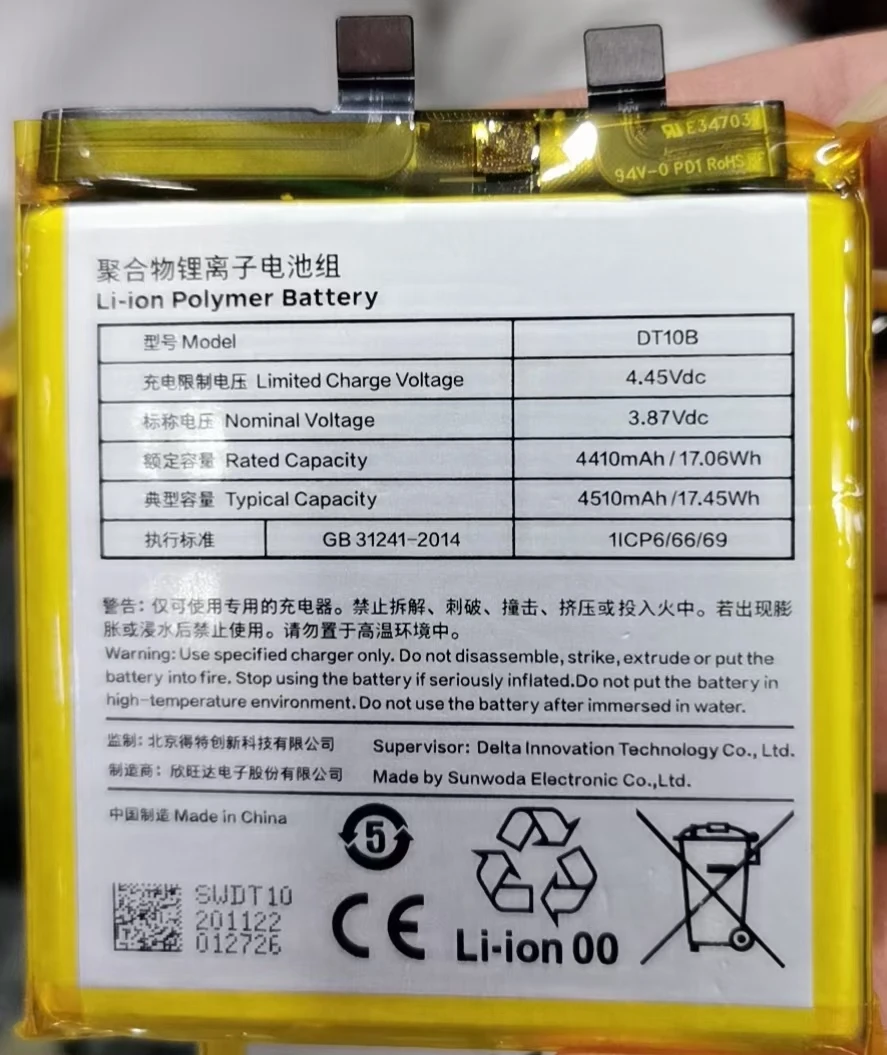 E34703
94V-0 PD1 RoHS
聚合物锂离子电池组
Li-ion Polymer Battery
型号 Model DT10B
充电限制电压 Limited Charge Voltage 4.45Vdc
标称电压 Nominal Voltage 3.87Vdc
额定容量 Rated Capacity 4410mAh / 17.06Wh
典型容量 Typical Capacity 4510mAh /17.45Wh
执行标准 GB 31241-2014 1ICP6/66/69
警告: 仅可使用专用的充电器。禁止拆解、刺破、撞击、挤压或投入火中。若出现膨
胀或浸水后禁止使用。请勿置于高温环境中。
Warning: Use specified charger only. Do not disassemble, strike, extrude or put the
battery into fire. Stop using the battery if seriously inflated.Do not put the battery in
high-temperature environment. Do not use the battery after immersed in water.
监制: 北京得特创新科技有限公司 Supervisor: Delta Innovation Technology Co., Ltd.
制造商: 欣旺达电子股份有限公司 Made by Sunwoda Electronic Co.,Ltd.
中国制造 Made in China
5
SWDT10
201122
012726
CE
Li-ion 00